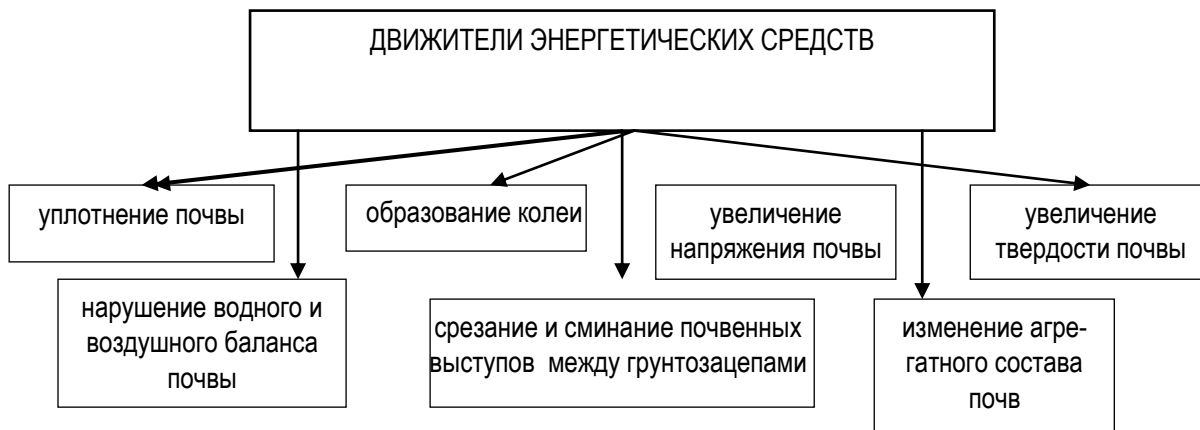 ДВИЖИТЕЛИ ЭНЕРГЕТИЧЕСКИХ СРЕДСТВ
уплотнение почвы
образование колеи
увеличение
напряжения почвы
увеличение
твердости почвы
нарушение водного и
воздушного баланса
почвы
срезание и сминание почвенных
выступов между грунтозацепами
изменение агре-
гатного состава
почв